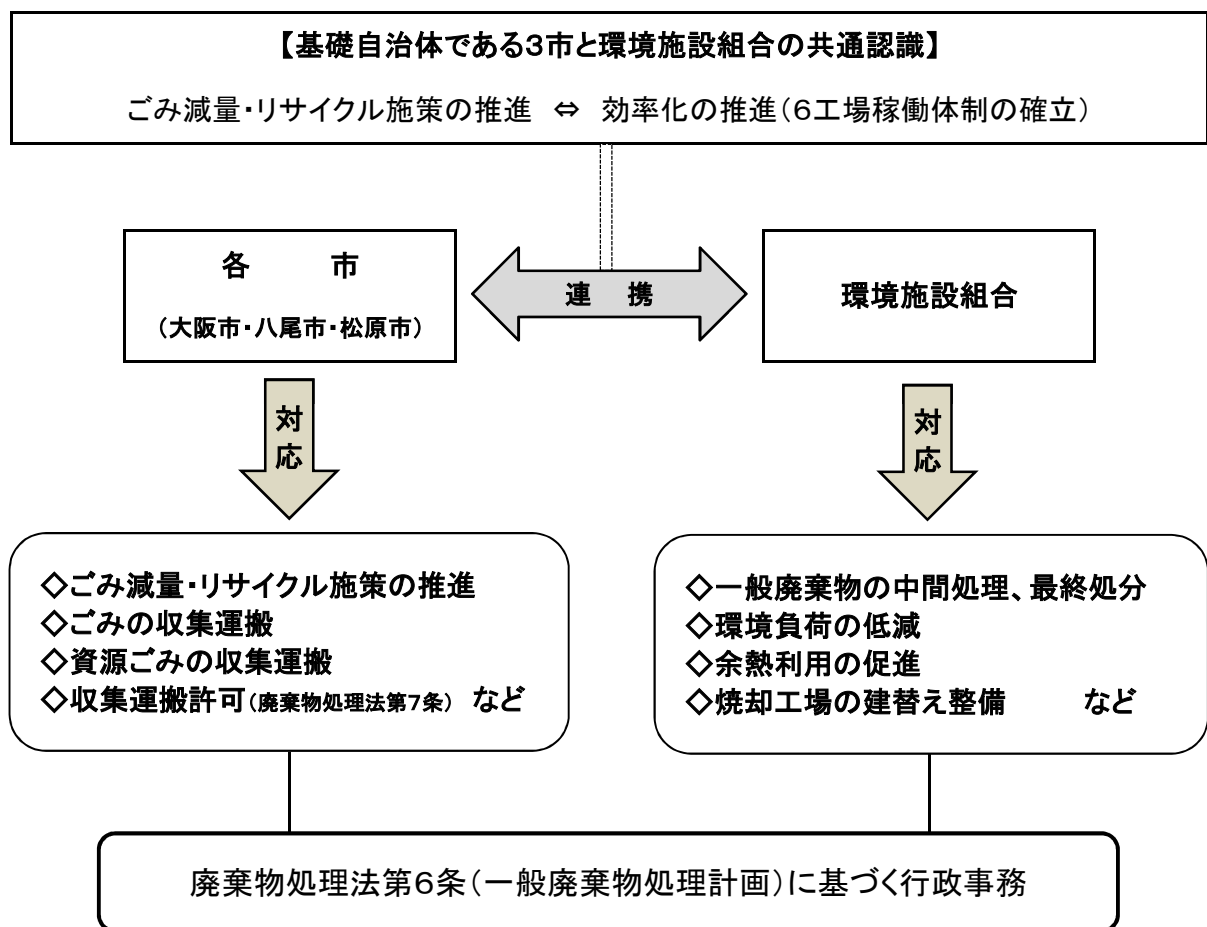 【基礎自治体である3市と環境施設組合の共通認識】
ごみ減量・リサイクル施策の推進 ⇔ 効率化の推進(6工場稼働体制の確立)
各 市
(大阪市・八尾市・松原市)
連 携
環境施設組合
対応
対応
◇ごみ減量・リサイクル施策の推進
◇ごみの収集運搬
◇資源ごみの収集運搬
◇収集運搬許可(廃棄物処理法第7条) など
◇一般廃棄物の中間処理、最終処分
◇環境負荷の低減
◇余熱利用の促進
◇焼却工場の建替え整備 など
廃棄物処理法第6条(一般廃棄物処理計画)に基づく行政事務